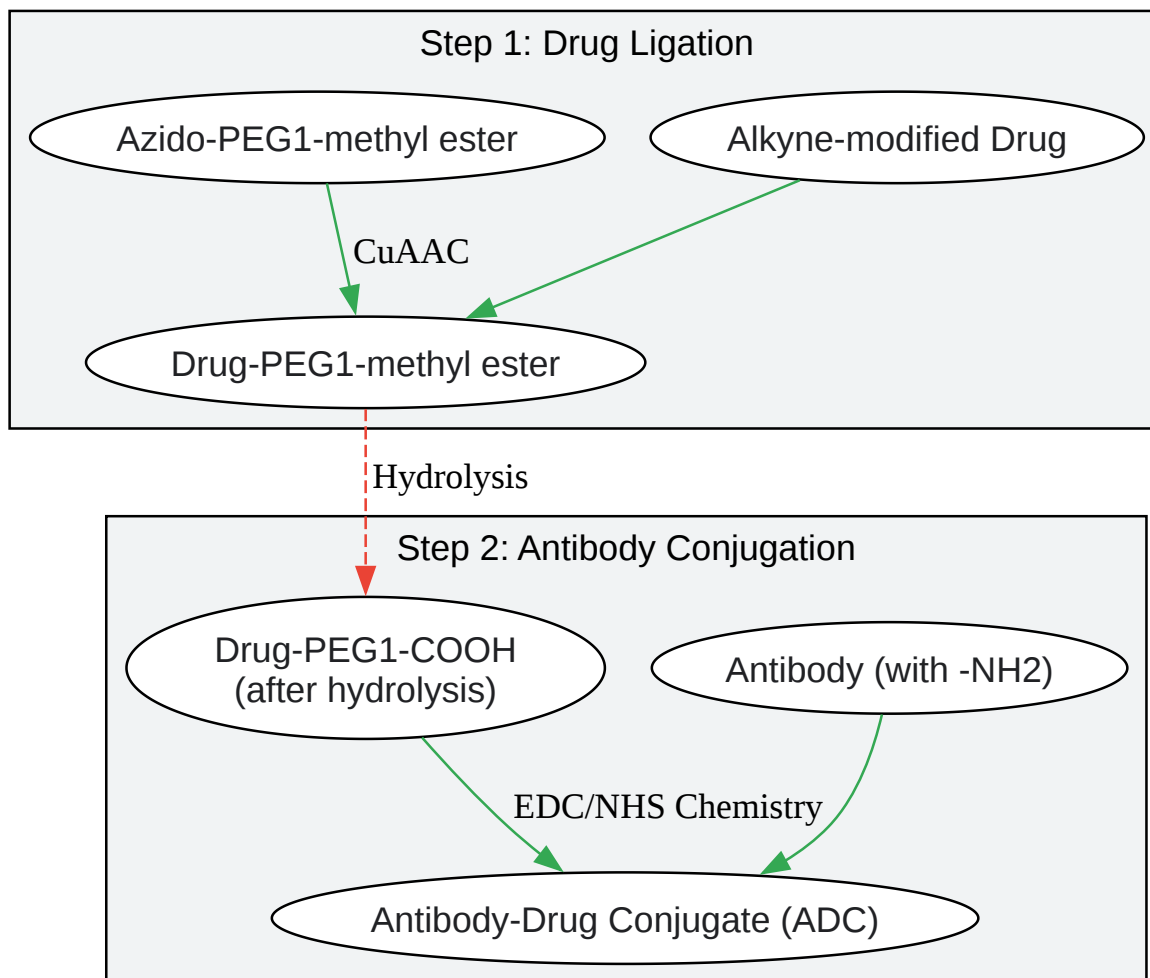 Step 1: Drug Ligation
Azido-PEG1-methyl ester
Alkyne-modified Drug
CuAAC
Drug-PEG1-methyl ester
Hydrolysis
Step 2: Antibody Conjugation
Drug-PEG1-COOH
(after hydrolysis)
Antibody (with -NH2)
EDC/NHS Chemistry
Antibody-Drug Conjugate (ADC)